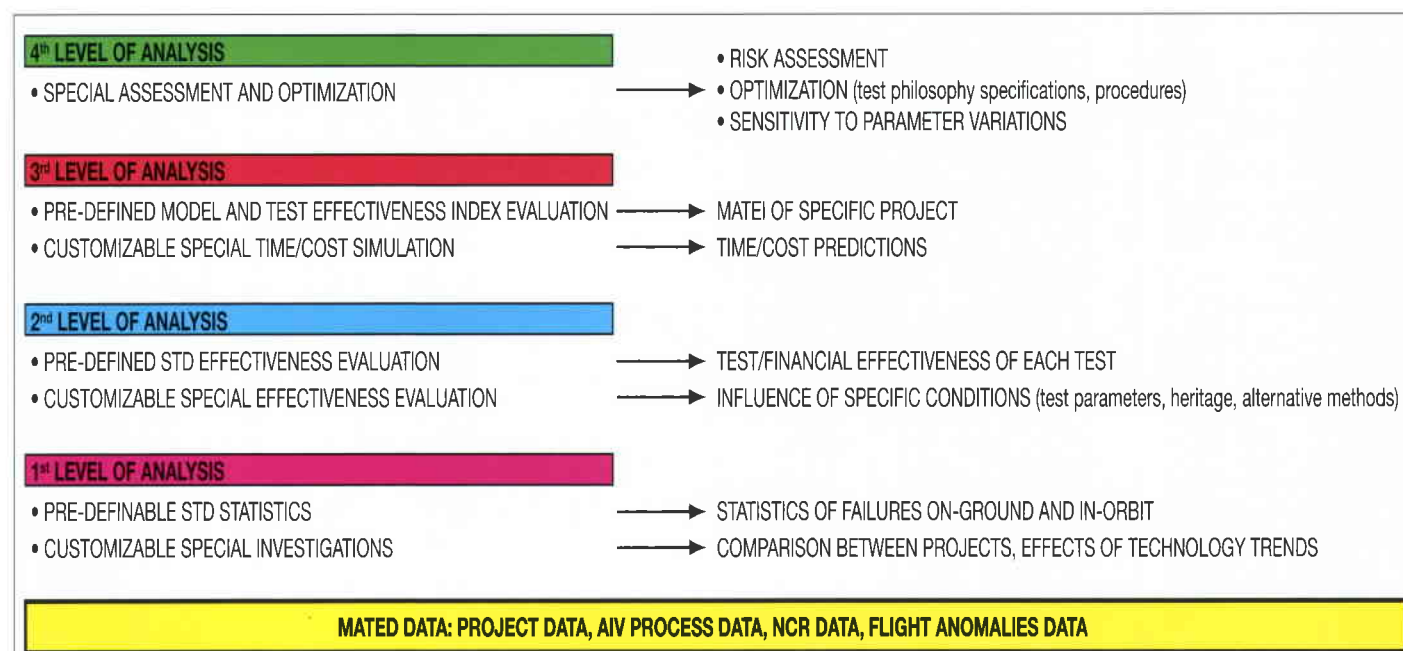 4th LEVEL OF ANALYSIS
• SPECIAL ASSESSMENT AND OPTIMIZATION
• RISK ASSESSMENT
• OPTIMIZATION (test philosophy specifications, procedures)
• SENSITIVITY TO PARAMETER VARIATIONS
3rd LEVEL OF ANALYSIS
• PRE-DEFINED MODEL AND TEST EFFECTIVENESS INDEX EVALUATION → MATEI OF SPECIFIC PROJECT
• CUSTOMIZABLE SPECIAL TIME/COST SIMULATION → TIME/COST PREDICTIONS
2nd LEVEL OF ANALYSIS
• PRE-DEFINED STD EFFECTIVENESS EVALUATION → TEST/FINANCIAL EFFECTIVENESS OF EACH TEST
• CUSTOMIZABLE SPECIAL EFFECTIVENESS EVALUATION → INFLUENCE OF SPECIFIC CONDITIONS (test parameters, heritage, alternative methods)
1st LEVEL OF ANALYSIS
• PRE-DEFINABLE STD STATISTICS → STATISTICS OF FAILURES ON-GROUND AND IN-ORBIT
• CUSTOMIZABLE SPECIAL INVESTIGATIONS → COMPARISON BETWEEN PROJECTS, EFFECTS OF TECHNOLOGY TRENDS
MATED DATA: PROJECT DATA, AIV PROCESS DATA, NCR DATA, FLIGHT ANOMALIES DATA